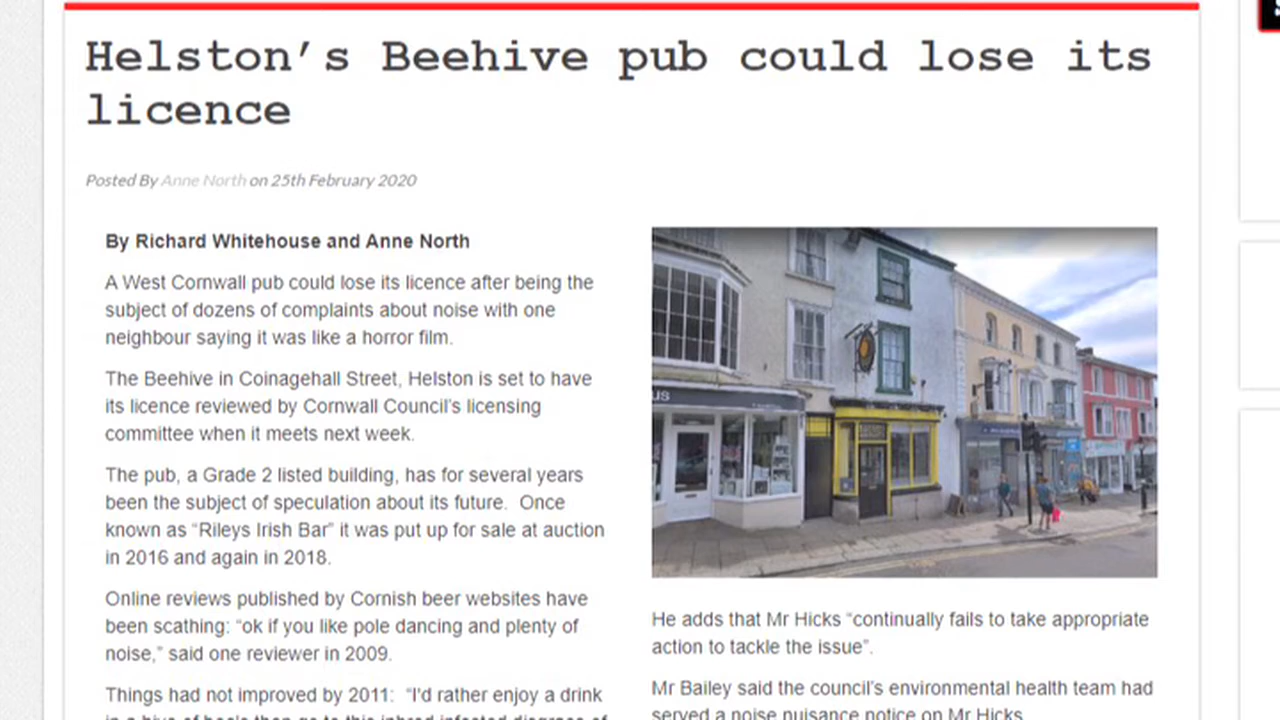 Helston’s Beehive pub could lose its
licence
Posted By Anne North on 25th February 2020
By Richard Whitehouse and Anne North
A West Cornwall pub could lose its licence after being the
subject of dozens of complaints about noise with one
neighbour saying it was like a horror film.
The Beehive in Coinagehall Street, Helston is set to have
its licence reviewed by Cornwall Council’s licensing
committee when it meets next week.
The pub, a Grade 2 listed building, has for several years
been the subject of speculation about its future.  Once
known as “Rileys Irish Bar” it was put up for sale at auction
in 2016 and again in 2018.
Online reviews published by Cornish beer websites have
been scathing: “ok if you like pole dancing and plenty of
noise,” said one reviewer in 2009.
Things had not improved by 2011:  “I’d rather enjoy a drink
He adds that Mr Hicks “continually fails to take appropriate
action to tackle the issue”.
Mr Bailey said the council’s environmental health team had
served a noise nuisance notice on Mr Hicks